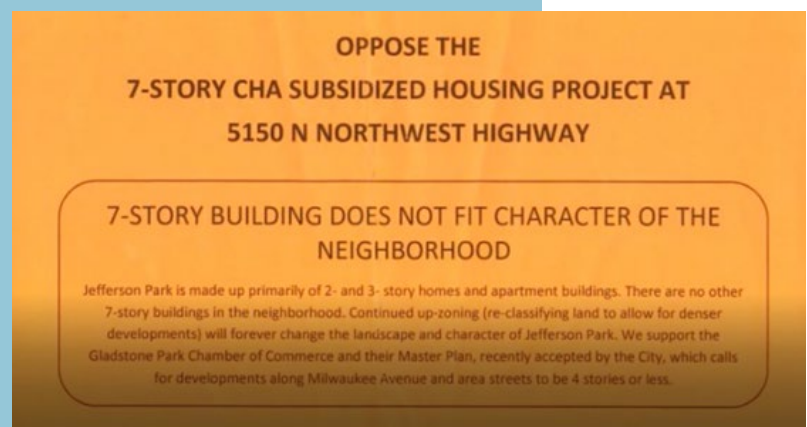 OPPOSE THE
7-STORY CHA SUBSIDIZED HOUSING PROJECT AT
5150 N NORTHWEST HIGHWAY
7-STORY BUILDING DOES NOT FIT CHARACTER OF THE
NEIGHBORHOOD
Jefferson Park is made up primarily of 2- and 3- story homes and apartment buildings. There are no other
7-story buildings in the neighborhood. Continued up-zoning (re-classifying land to allow for denser
developments) will forever change the landscape and character of Jefferson Park. We support the
Gladstone Park Chamber of Commerce and their Master Plan, recently accepted by the City, which calls
for developments along Milwaukee Avenue and area streets to be 4 stories or less.